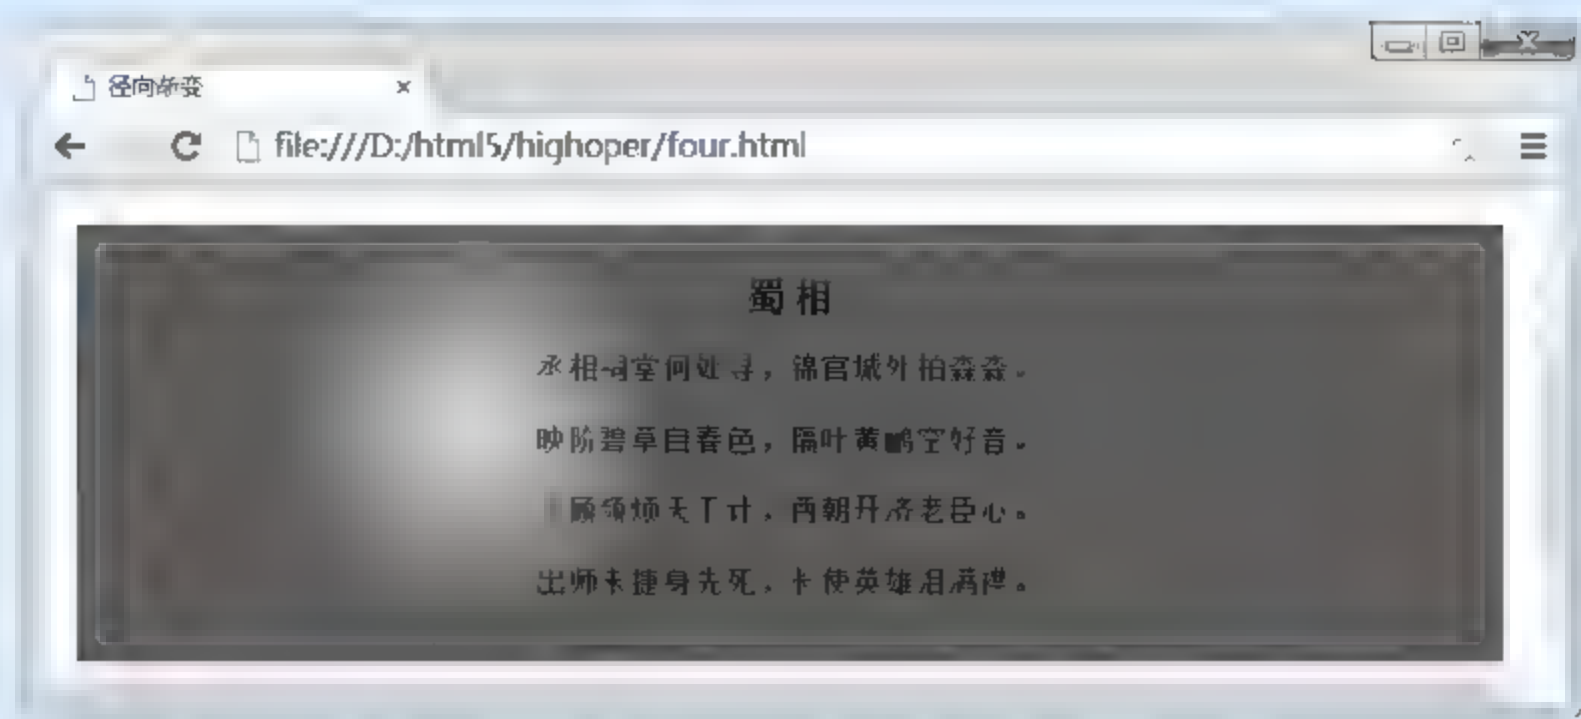 径向渐变
file:///D:/html5/highoper/four.html
蜀相
丞相祠堂何处寻，锦官城外柏森森。
映阶碧草自春色，隔叶黄鹂空好音。
顾频烦天下计，两朝开济老臣心。
出师未捷身先死，长使英雄泪满襟。